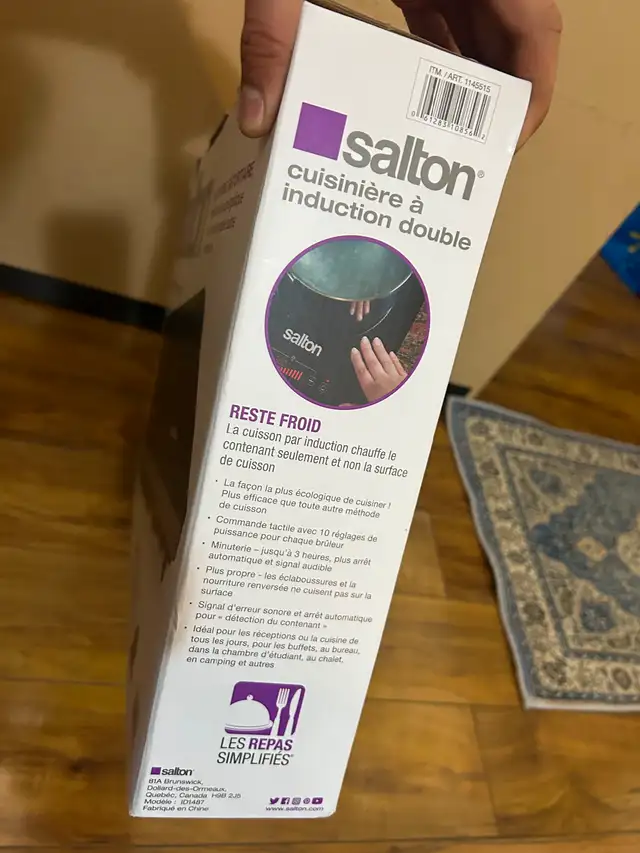 ITM. / ART. 1145515
0 61283 10856 2
salton®
cuisinière à
induction double
salton
RESTE FROID
La cuisson par induction chauffe le
contenant seulement et non la surface
de cuisson
• La façon la plus écologique de cuisiner !
Plus efficace que toute autre méthode
de cuisson
• Commande tactile avec 10 réglages de
puissance pour chaque brûleur
• Minuterie – jusqu'à 3 heures, plus arrêt
automatique et signal audible
• Plus propre - les éclaboussures et la
nourriture renversée ne cuisent pas sur la
surface
• Signal d'erreur sonore et arrêt automatique
pour « détection du contenant »
• Idéal pour les réceptions ou la cuisine de
tous les jours, pour les buffets, au bureau,
dans la chambre d'étudiant, au chalet,
en camping et autres
LES REPAS
SIMPLIFIÉS
salton
81A Brunswick,
Dollard-des-Ormeaux,
Quebéc, Canada H9B 2J5
Modèle : ID1487
Fabriqué en Chine
www.salton.com